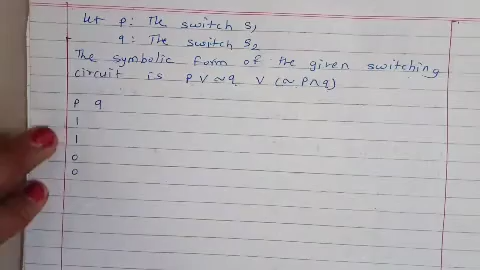 Let p: The switch S₁
q: The switch S₂
The symbolic form of the given switching
circuit is p ∨ ~q ∨ (~p∧q)
p q
1
1
0
0